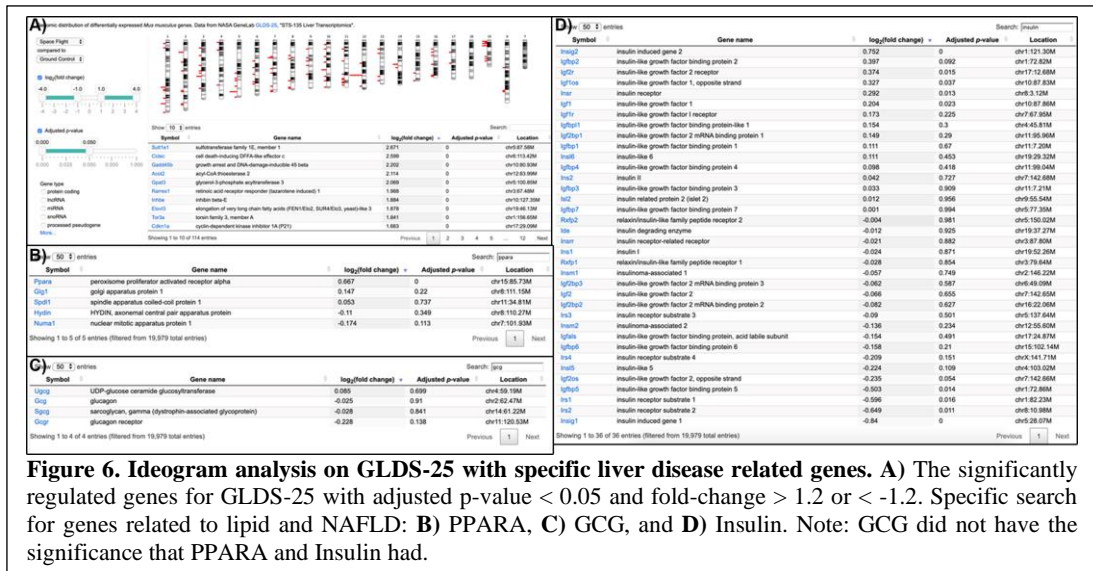 A)
Genomic distribution of differentially expressed Mus musculus genes. Data from NASA GeneLab GLDS-25, "STS-135 Liver Transcriptomics".
Space Flight
compared to
Ground Control
log2(fold change)
-4.0 -1.0 1.0 4.0
Adjusted p-value
0.000 0.050
Gene type
protein coding
lncRNA
miRNA
snoRNA
processed pseudogene
More...
Show 10 entries Search:
Symbol Gene name log2(fold change) Adjusted p-value Location
Sult1e1 sulfotransferase family 1E, member 1 2.671 0 chr5:87.58M
Cidec cell death-inducing DFFA-like effector c 2.599 0 chr6:113.42M
Gadd45b growth arrest and DNA-damage-inducible 45 beta 2.202 0 chr10:80.93M
Acot2 acyl-CoA thioesterase 2 2.114 0 chr12:83.99M
Gpat3 glycerol-3-phosphate acyltransferase 3 2.069 0 chr5:100.85M
retinoic acid receptor responder (tazarotene induced) 1 1.988 0 chr3:67.48M
Inhbe inhibin beta-E 1.884 0 chr10:127.35M
Elovl3 elongation of very long chain fatty acids (FEN1/Elo2, SUR4/Elo3, yeast)-like 3 1.878 0 chr19:46.13M
Tor3a torsin family 3, member A 1.841 0 chr1:156.65M
Cdkn1a cyclin-dependent kinase inhibitor 1A (P21) 1.663 0 chr17:29.09M
Showing 1 to 10 of 114 entries Previous 1 2 3 4 5 ... 12 Next
B)
Show 50 entries Search: ppara
Symbol Gene name log2(fold change) Adjusted p-value Location
Ppara peroxisome proliferator activated receptor alpha 0.667 0 chr15:85.73M
Glg1 golgi apparatus protein 1 0.147 0.22 chr8:111.15M
Spdl1 spindle apparatus coiled-coil protein 1 0.053 0.737 chr11:34.81M
Hydin HYDIN, axonemal central pair apparatus protein -0.11 0.349 chr8:110.27M
Numa1 nuclear mitotic apparatus protein 1 -0.174 0.113 chr7:101.93M
Showing 1 to 5 of 5 entries (filtered from 19,979 total entries) Previous 1 Next
C)
Show 50 entries Search: gcg
Symbol Gene name log2(fold change) Adjusted p-value Location
Ugcg UDP-glucose ceramide glucosyltransferase 0.085 0.699 chr4:59.19M
Gcg glucagon -0.025 0.91 chr2:62.47M
Sgcg sarcoglycan, gamma (dystrophin-associated glycoprotein) -0.028 0.841 chr14:61.22M
Gcgr glucagon receptor -0.228 0.138 chr11:120.53M
Showing 1 to 4 of 4 entries (filtered from 19,979 total entries) Previous 1 Next
D)
Show 50 entries Search: insulin
Symbol Gene name log2(fold change) Adjusted p-value Location
Insig2 insulin induced gene 2 0.752 0 chr1:121.30M
Igfbp2 insulin-like growth factor binding protein 2 0.397 0.092 chr1:72.82M
Igf2r insulin-like growth factor 2 receptor 0.374 0.015 chr17:12.68M
Igf1os insulin-like growth factor 1, opposite strand 0.327 0.037 chr10:87.83M
Insr insulin receptor 0.292 0.013 chr8:3.12M
Igf1 insulin-like growth factor 1 0.204 0.023 chr10:87.86M
Igf1r insulin-like growth factor I receptor 0.173 0.225 chr7:67.95M
Igfbpl1 insulin-like growth factor binding protein-like 1 0.154 0.3 chr4:45.81M
Igf2bp1 insulin-like growth factor 2 mRNA binding protein 1 0.149 0.29 chr11:95.96M
Igfbp1 insulin-like growth factor binding protein 1 0.111 0.67 chr11:7.20M
Insl6 insulin-like 6 0.111 0.453 chr19:29.32M
Igfbp4 insulin-like growth factor binding protein 4 0.098 0.418 chr11:99.04M
Ins2 insulin II 0.042 0.727 chr7:142.68M
Igfbp3 insulin-like growth factor binding protein 3 0.033 0.909 chr11:7.21M
Isl2 insulin related protein 2 (islet 2) 0.012 0.956 chr9:55.54M
Igfbp7 insulin-like growth factor binding protein 7 0.001 0.994 chr5:77.35M
Rxfp2 relaxin/insulin-like family peptide receptor 2 -0.004 0.981 chr5:150.02M
Ide insulin degrading enzyme -0.012 0.925 chr19:37.27M
Insrr insulin receptor-related receptor -0.021 0.882 chr3:87.80M
Ins1 insulin I -0.024 0.871 chr19:52.26M
Rxfp1 relaxin/insulin-like family peptide receptor 1 -0.028 0.854 chr3:79.64M
Insm1 insulinoma-associated 1 -0.057 0.749 chr2:146.22M
Igf2bp3 insulin-like growth factor 2 mRNA binding protein 3 -0.062 0.587 chr6:49.09M
Igf2 insulin-like growth factor 2 -0.066 0.655 chr7:142.65M
Igf2bp2 insulin-like growth factor 2 mRNA binding protein 2 -0.082 0.627 chr16:22.06M
Irs3 insulin receptor substrate 3 -0.09 0.501 chr5:137.64M
Insm2 insulinoma-associated 2 -0.136 0.234 chr12:55.60M
Igfals insulin-like growth factor binding protein, acid labile subunit -0.154 0.491 chr17:24.87M
Igfbp6 insulin-like growth factor binding protein 6 -0.158 0.21 chr15:102.14M
Irs4 insulin receptor substrate 4 -0.209 0.151 chrX:141.71M
Insl5 insulin-like 5 -0.224 0.109 chr4:103.02M
Igf2os insulin-like growth factor 2, opposite strand -0.235 0.054 chr7:142.66M
Igfbp5 insulin-like growth factor binding protein 5 -0.503 0.014 chr1:72.86M
Irs1 insulin receptor substrate 1 -0.596 0.016 chr1:82.23M
Irs2 insulin receptor substrate 2 -0.649 0.011 chr8:10.98M
Insig1 insulin induced gene 1 -0.84 0 chr5:28.07M
Showing 1 to 36 of 36 entries (filtered from 19,979 total entries) Previous 1 Next
Figure 6. Ideogram analysis on GLDS-25 with specific liver disease related genes. A) The significantly
regulated genes for GLDS-25 with adjusted p-value < 0.05 and fold-change > 1.2 or < -1.2. Specific search
for genes related to lipid and NAFLD: B) PPARA, C) GCG, and D) Insulin. Note: GCG did not have the
significance that PPARA and Insulin had.